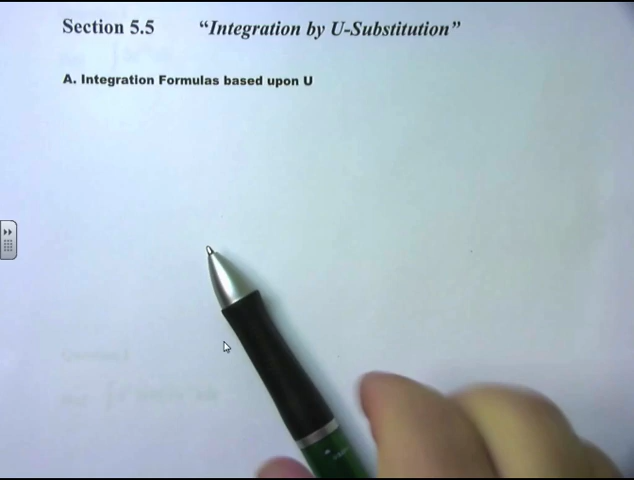 Section 5.5 “Integration by U-Substitution”
A. Integration Formulas based upon U